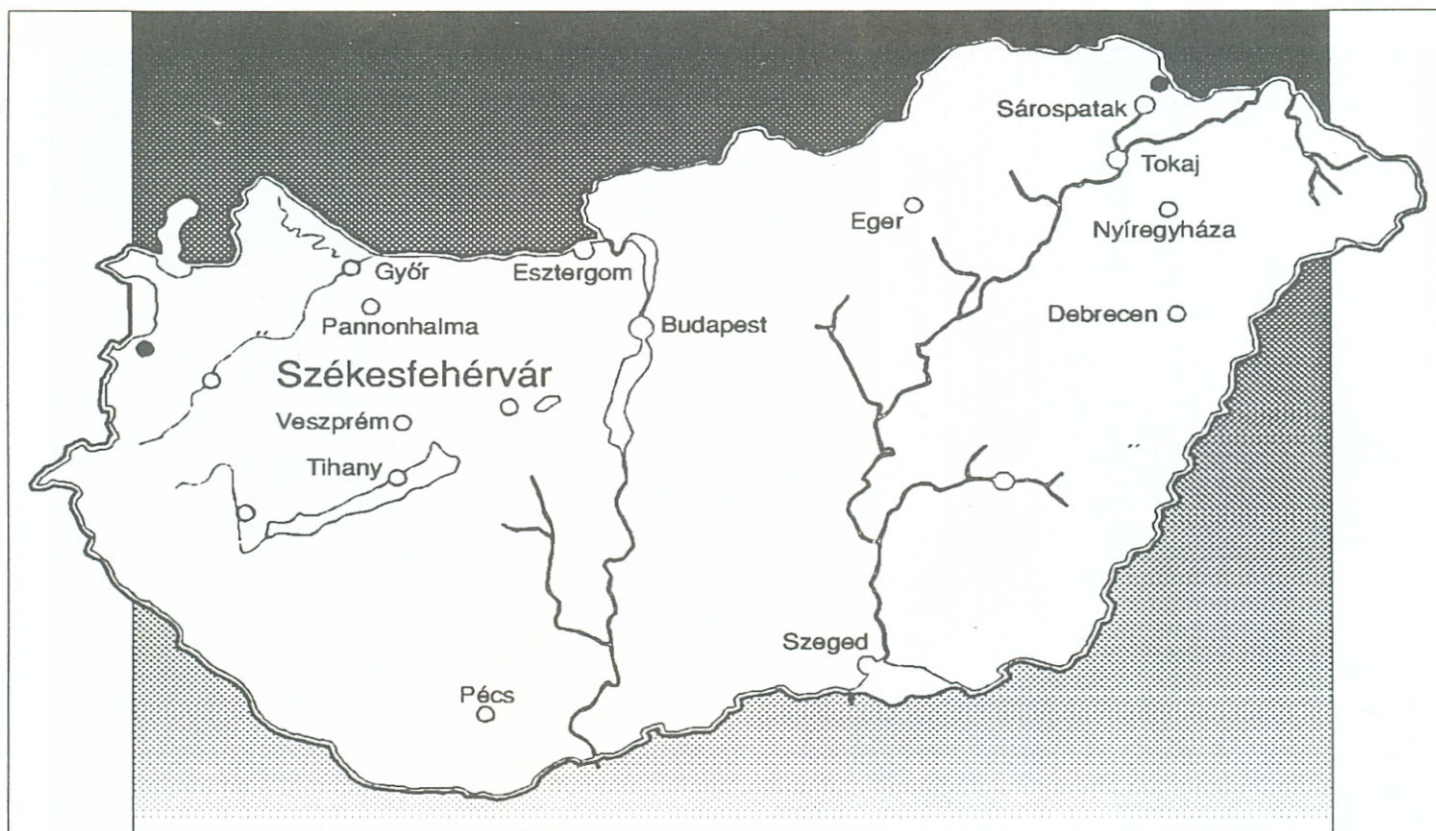 Sárospatak
Tokaj
Eger
Nyíregyháza
Győr
Esztergom
Pannonhalma
Budapest
Debrecen
Székesfehérvár
Veszprém
Tihany
Szeged
Pécs